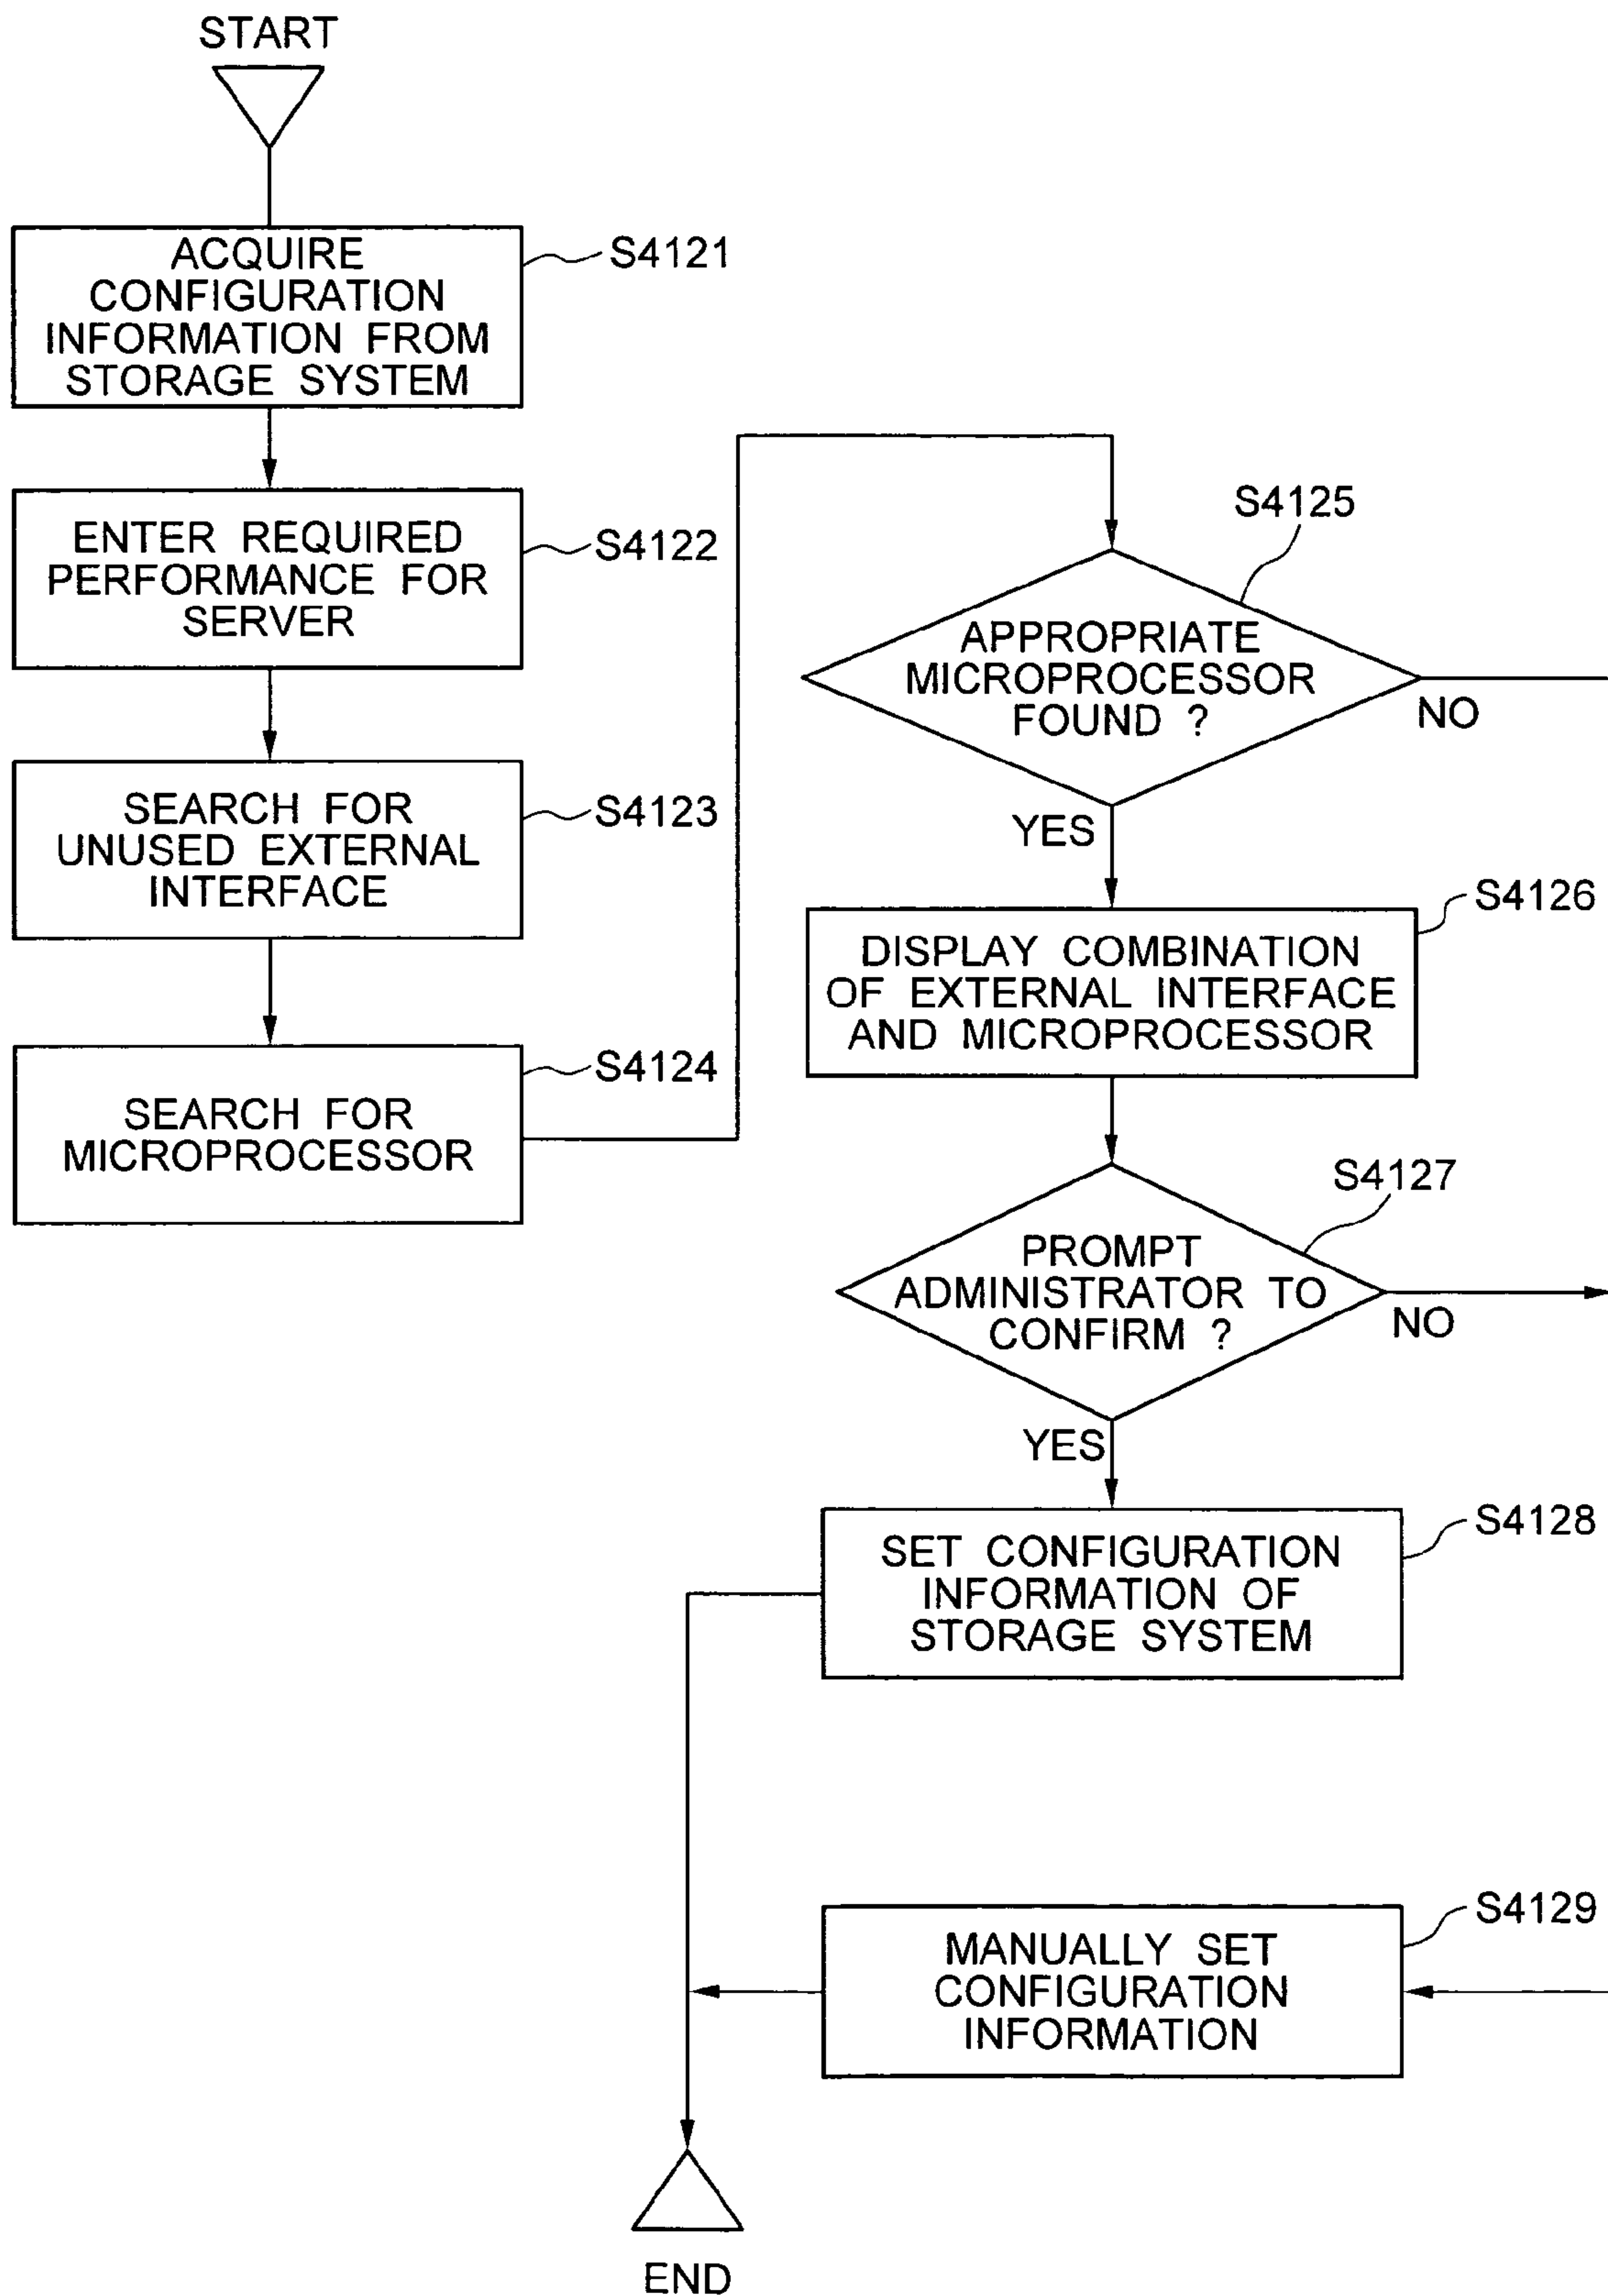 START
ACQUIRE
CONFIGURATION
INFORMATION FROM
STORAGE SYSTEM
S4121
ENTER REQUIRED
PERFORMANCE FOR
SERVER
S4122
SEARCH FOR
UNUSED EXTERNAL
INTERFACE
S4123
SEARCH FOR
MICROPROCESSOR
S4124
S4125
APPROPRIATE
MICROPROCESSOR
FOUND ?
NO
YES
S4126
DISPLAY COMBINATION
OF EXTERNAL INTERFACE
AND MICROPROCESSOR
S4127
PROMPT
ADMINISTRATOR TO
CONFIRM ?
NO
YES
S4128
SET CONFIGURATION
INFORMATION OF
STORAGE SYSTEM
S4129
MANUALLY SET
CONFIGURATION
INFORMATION
END